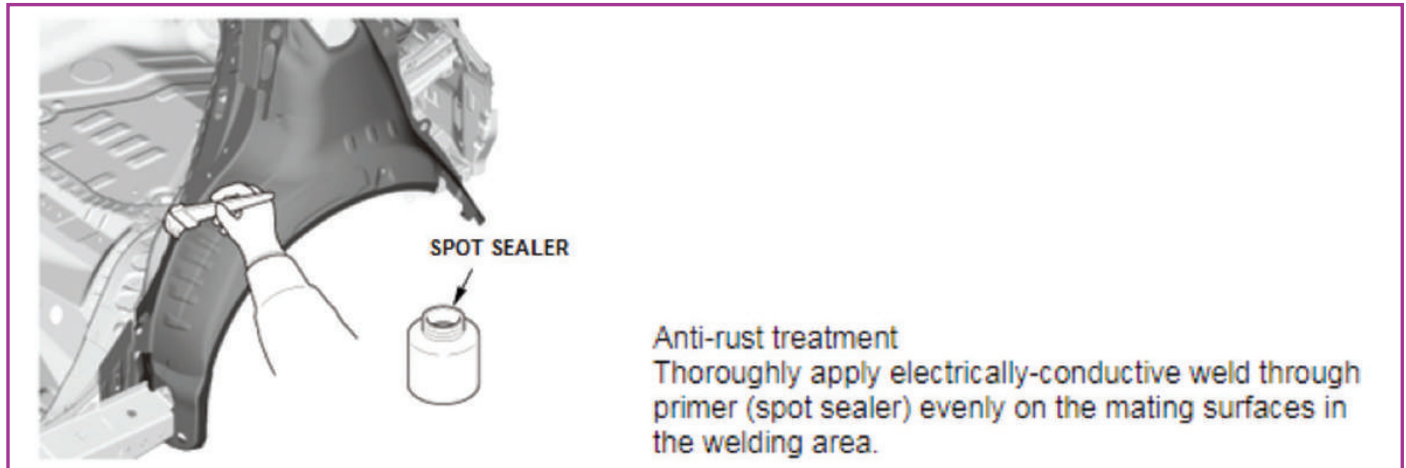 SPOT SEALER
Anti-rust treatment
Thoroughly apply electrically-conductive weld through
primer (spot sealer) evenly on the mating surfaces in
the welding area.